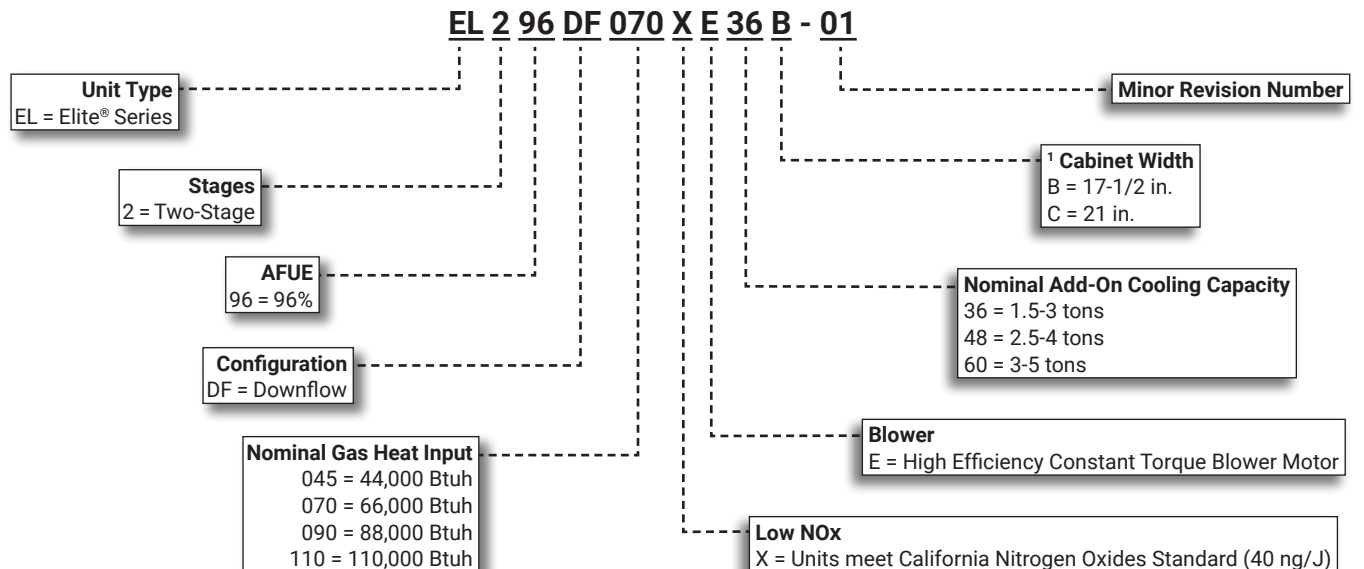 EL 2 96 DF 070 X E 36 B - 01
Unit Type
EL = Elite® Series
Stages
2 = Two-Stage
AFUE
96 = 96%
Configuration
DF = Downflow
Nominal Gas Heat Input
045 = 44,000 Btuh
070 = 66,000 Btuh
090 = 88,000 Btuh
110 = 110,000 Btuh
Minor Revision Number
¹ Cabinet Width
B = 17-1/2 in.
C = 21 in.
Nominal Add-On Cooling Capacity
36 = 1.5-3 tons
48 = 2.5-4 tons
60 = 3-5 tons
Blower
E = High Efficiency Constant Torque Blower Motor
Low NOx
X = Units meet California Nitrogen Oxides Standard (40 ng/J)